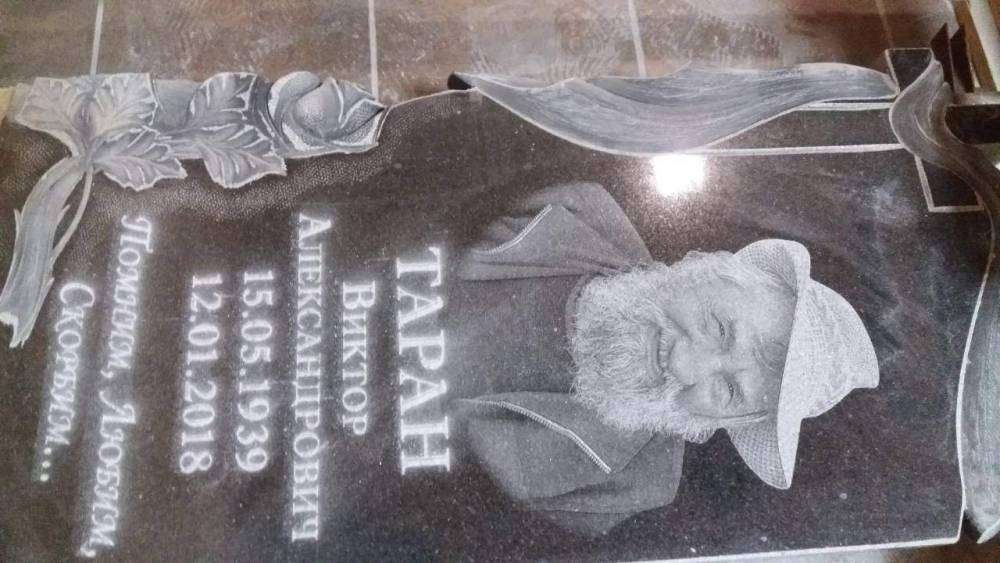 ТАРАН
Виктор
Александрович
15.05.1939
12.01.2018
Помним, Любим,
Скорбим...